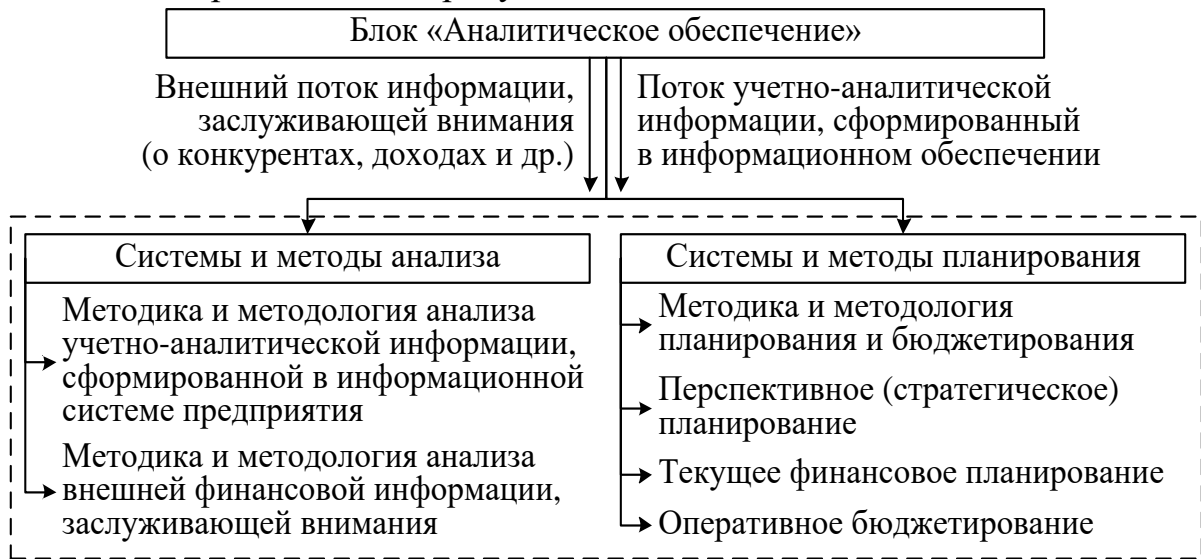 Блок «Аналитическое обеспечение»
Внешний поток информации,
заслуживающей внимания
(о конкурентах, доходах и др.)
Поток учетно-аналитической
информации, сформированный
в информационном обеспечении
Системы и методы анализа
Методика и методология анализа
учетно-аналитической информации,
сформированной в информационной
системе предприятия
Методика и методология анализа
внешней финансовой информации,
заслуживающей внимания
Системы и методы планирования
Методика и методология
планирования и бюджетирования
Перспективное (стратегическое)
планирование
Текущее финансовое планирование
Оперативное бюджетирование